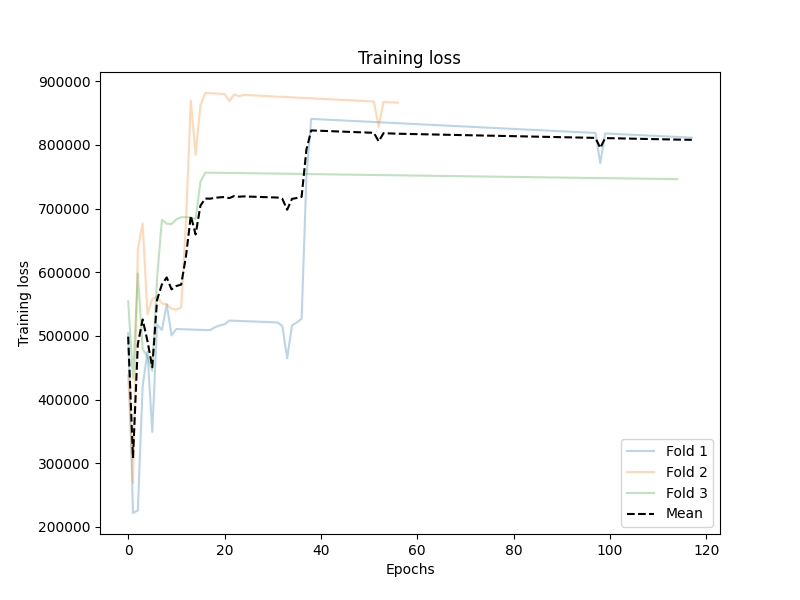 Training loss
900000
800000
700000
600000
500000
400000
300000
200000
Training loss
0
20
40
60
80
100
120
Epochs
Fold 1
Fold 2
Fold 3
Mean